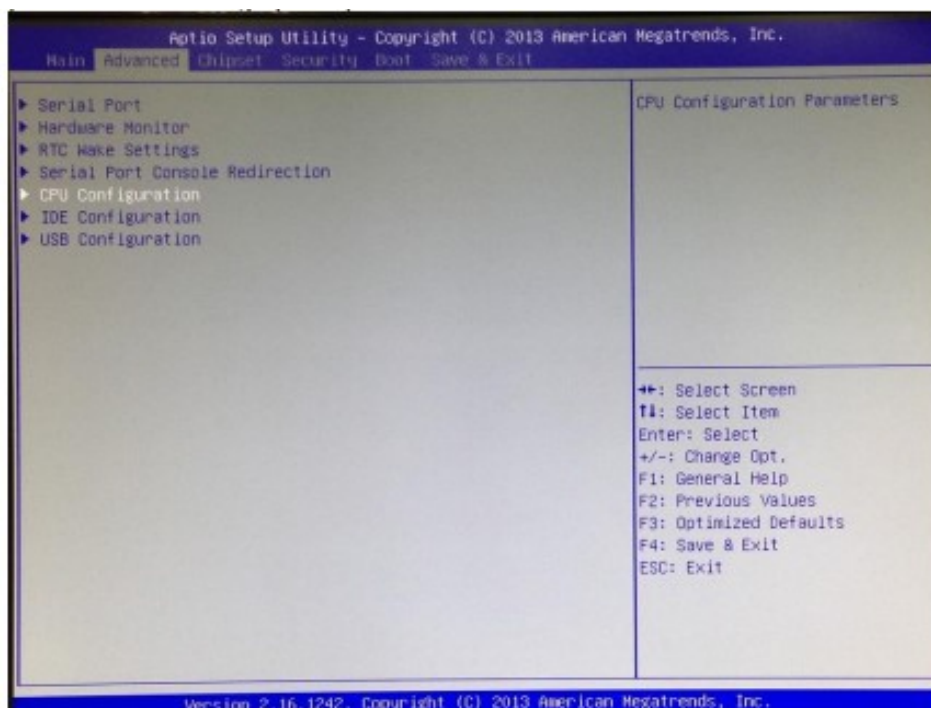 Aptio Setup Utility - Copyright (C) 2013 American Megatrends, Inc.
Main Advanced Chipset Security Boot Save & Exit
Serial Port
Hardware Monitor
RTC Wake Settings
Serial Port Console Redirection
CPU Configuration
IDE Configuration
USB Configuration
CPU Configuration Parameters
→←: Select Screen
↑↓: Select Item
Enter: Select
+/-: Change Opt.
F1: General Help
F2: Previous Values
F3: Optimized Defaults
F4: Save & Exit
ESC: Exit
Version 2.16.1242. Copyright (C) 2013 American Megatrends, Inc.